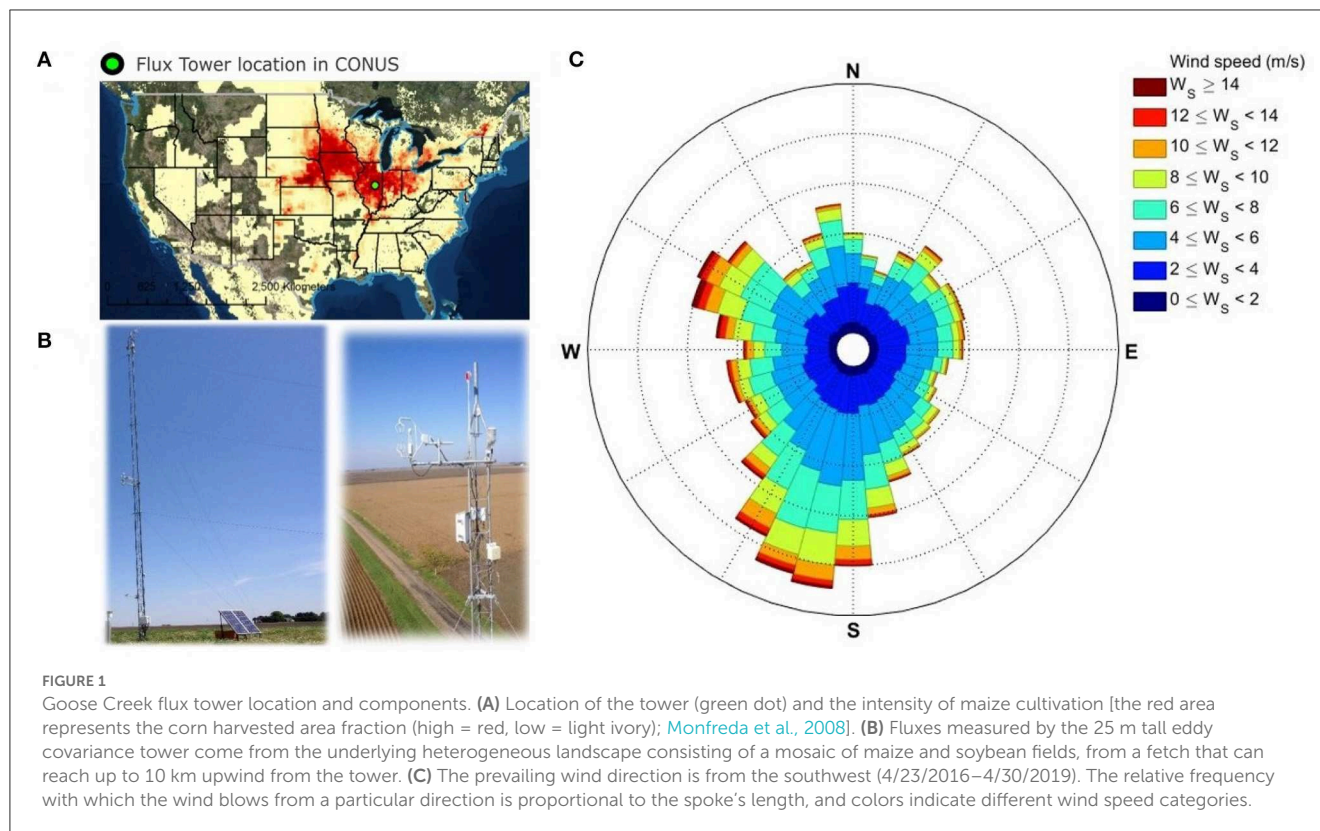 A
Flux Tower location in CONUS
0 625 1,250 2,500 Kilometers
B
C
N
E
S
W
Wind speed (m/s)
W_S ≥ 14
12 ≤ W_S < 14
10 ≤ W_S < 12
8 ≤ W_S < 10
6 ≤ W_S < 8
4 ≤ W_S < 6
2 ≤ W_S < 4
0 ≤ W_S < 2
FIGURE 1
Goose Creek flux tower location and components. (A) Location of the tower (green dot) and the intensity of maize cultivation [the red area
represents the corn harvested area fraction (high = red, low = light ivory); Monfreda et al., 2008]. (B) Fluxes measured by the 25 m tall eddy
covariance tower come from the underlying heterogeneous landscape consisting of a mosaic of maize and soybean fields, from a fetch that can
reach up to 10 km upwind from the tower. (C) The prevailing wind direction is from the southwest (4/23/2016–4/30/2019). The relative frequency
with which the wind blows from a particular direction is proportional to the spoke's length, and colors indicate different wind speed categories.